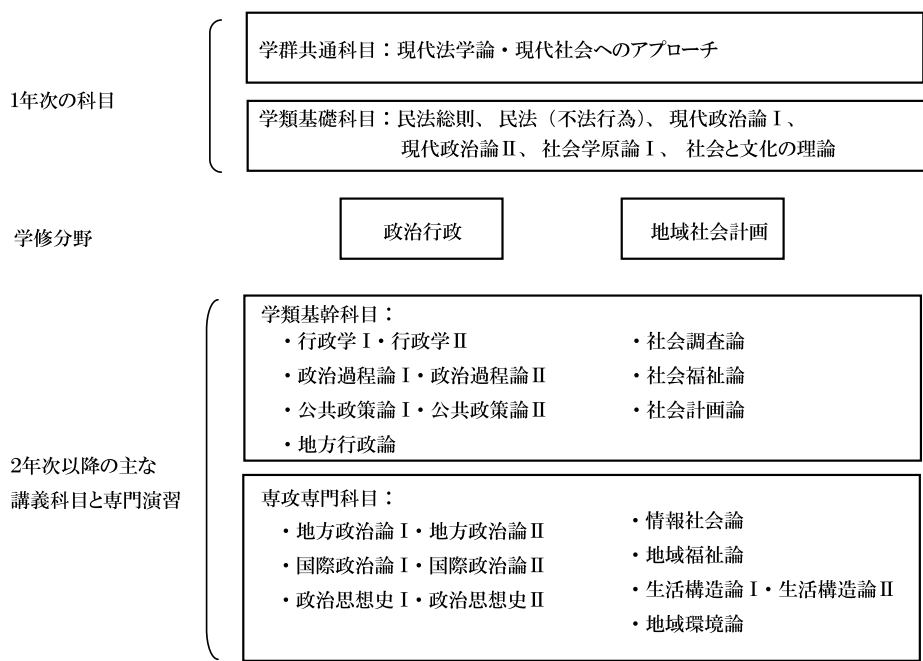 学群共通科目：現代法学論・現代社会へのアプローチ
1年次の科目
学類基礎科目：民法総則、民法（不法行為）、現代政治論Ⅰ、
現代政治論Ⅱ、社会学原論Ⅰ、社会と文化の理論
学修分野
政治行政
地域社会計画
2年次以降の主な
講義科目と専門演習
学類基幹科目：
・行政学Ⅰ・行政学Ⅱ
・政治過程論Ⅰ・政治過程論Ⅱ
・公共政策論Ⅰ・公共政策論Ⅱ
・地方行政論
・社会調査論
・社会福祉論
・社会計画論
専攻専門科目：
・地方政治論Ⅰ・地方政治論Ⅱ
・国際政治論Ⅰ・国際政治論Ⅱ
・政治思想史Ⅰ・政治思想史Ⅱ
・情報社会論
・地域福祉論
・生活構造論Ⅰ・生活構造論Ⅱ
・地域環境論